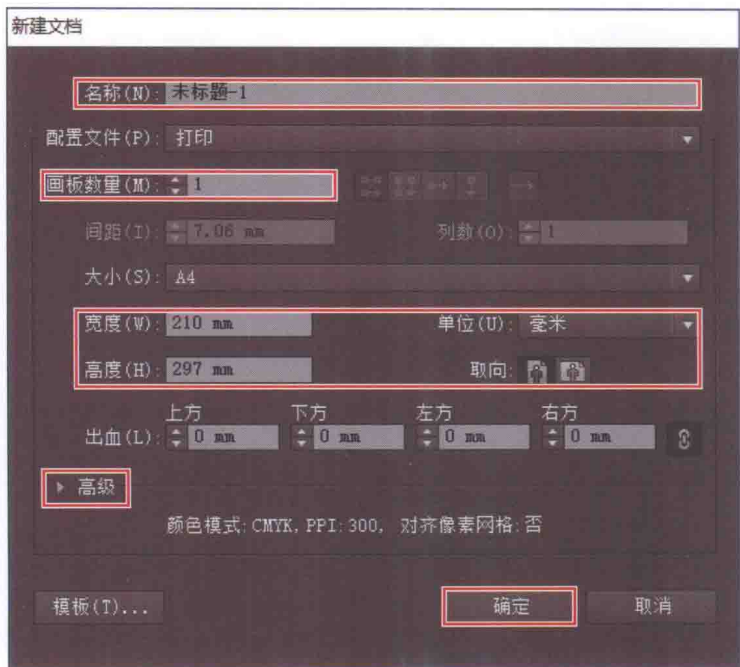 新建文档
名称(N): 未标题-1
配置文件(P): 打印
画板数量(M): 1
间距(I): 7.06 mm 列数(O): 1
大小(S): A4
宽度(W): 210 mm 单位(U): 毫米
高度(H): 297 mm 取向:
上方 下方 左方 右方
出血(L): 0 mm 0 mm 0 mm 0 mm
高级
颜色模式:CMYK, PPI:300, 对齐像素网格:否
模板(T)... 确定 取消